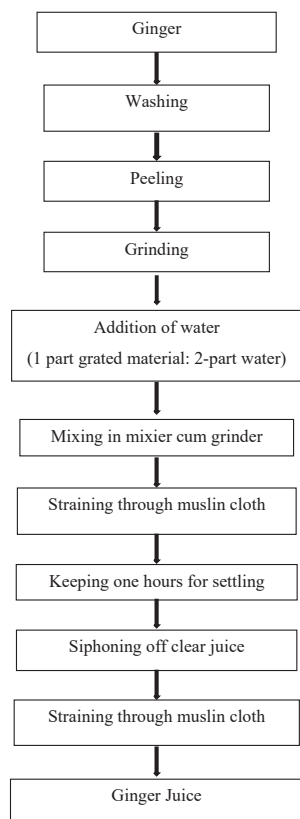 Ginger
Washing
Peeling
Grinding
Addition of water
(1 part grated material: 2-part water)
Mixing in mixier cum grinder
Straining through muslin cloth
Keeping one hours for settling
Siphoning off clear juice
Straining through muslin cloth
Ginger Juice